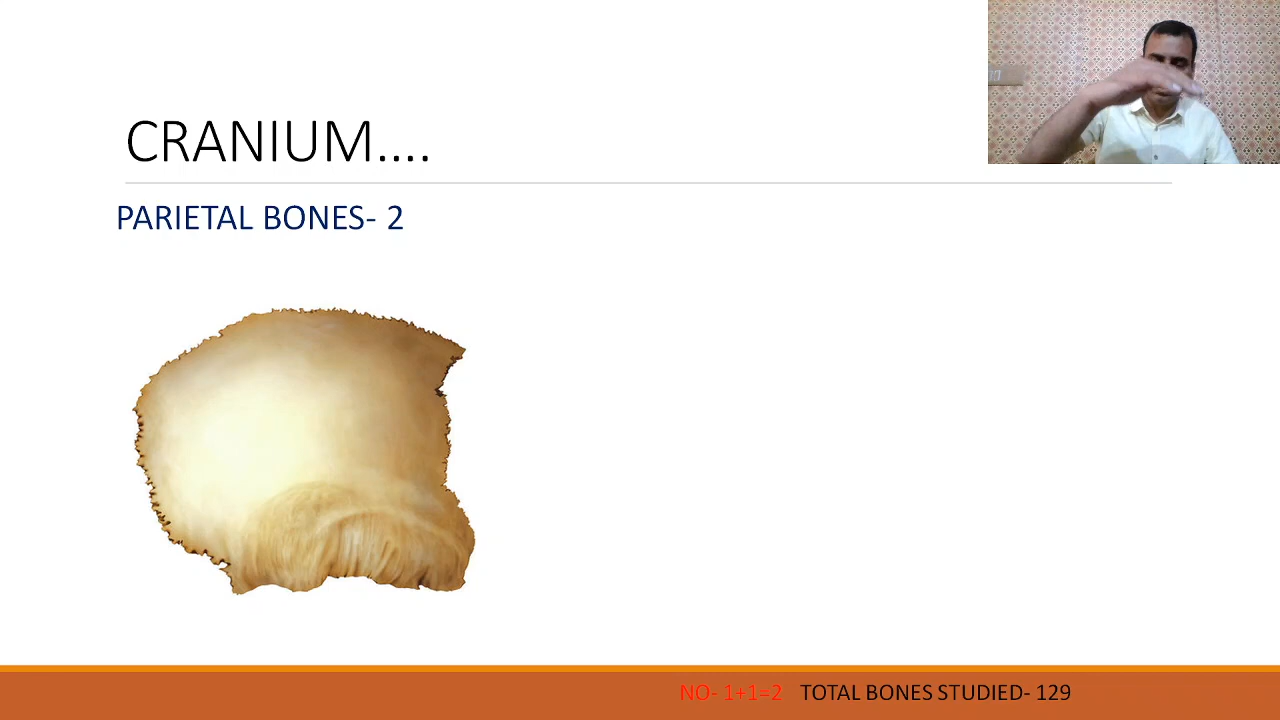 CRANIUM....
PARIETAL BONES- 2
NO- 1+1=2 TOTAL BONES STUDIED- 129